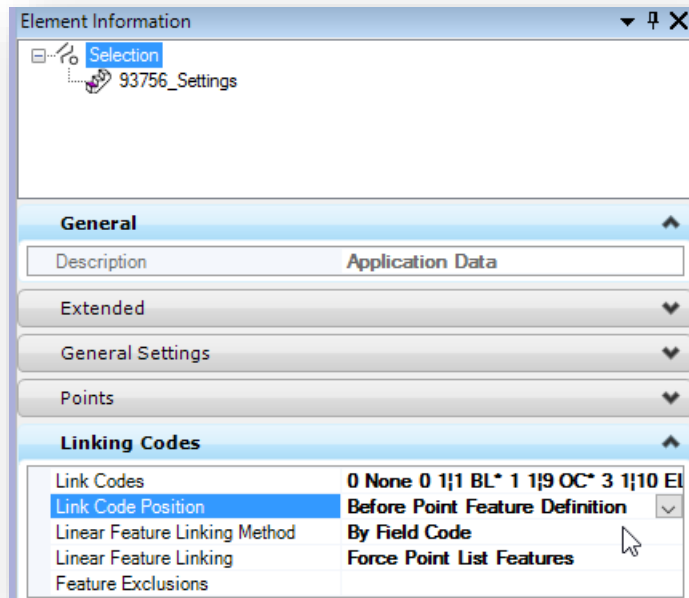 Element Information
Selection
93756_Settings
General
Description Application Data
Extended
General Settings
Points
Linking Codes
Link Codes 0 None 0 1¦1 BL* 1 1¦9 OC* 3 1¦10 EL
Link Code Position Before Point Feature Definition
Linear Feature Linking Method By Field Code
Linear Feature Linking Force Point List Features
Feature Exclusions